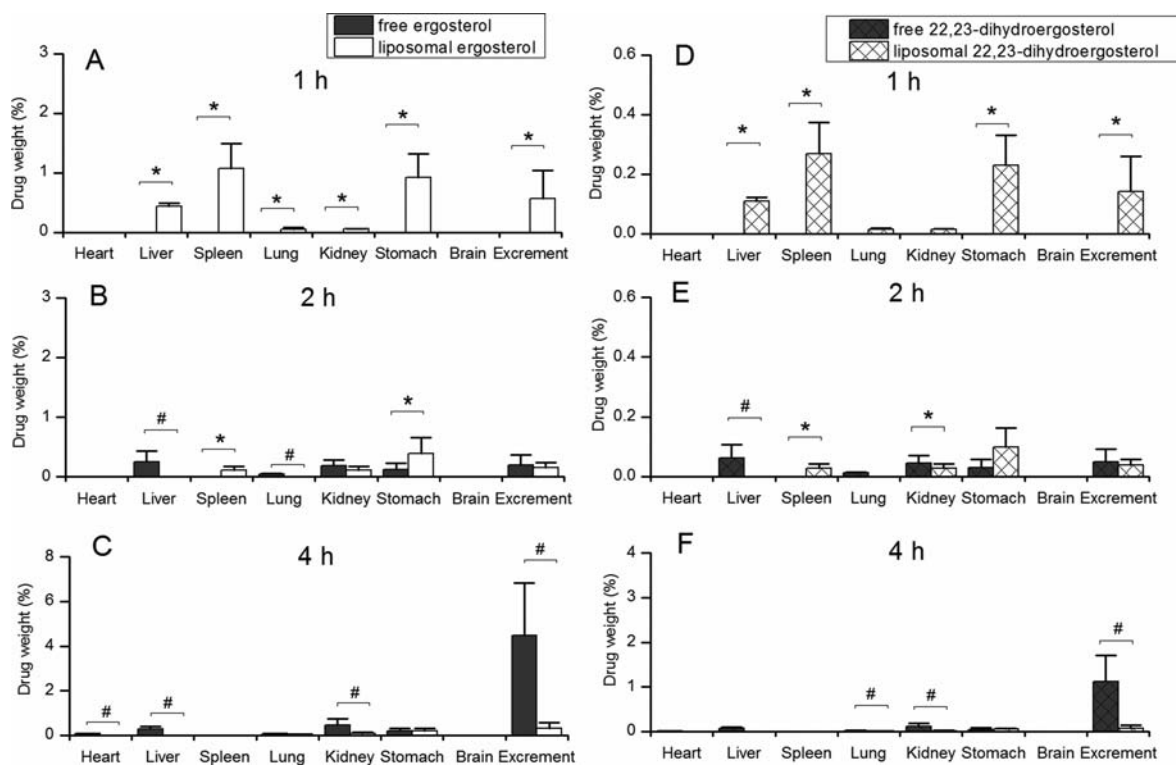 free ergosterol
liposomal ergosterol
A
1 h
Drug weight (%)
3
2
1
0
* * * * * *
Heart Liver Spleen Lung Kidney Stomach Brain Excrement
B
2 h
Drug weight (%)
3
2
1
0
# * # *
Heart Liver Spleen Lung Kidney Stomach Brain Excrement
C
4 h
Drug weight (%)
8
6
4
2
0
# # # #
Heart Liver Spleen Lung Kidney Stomach Brain Excrement
free 22,23-dihydroergosterol
liposomal 22,23-dihydroergosterol
D
1 h
Drug weight (%)
0.6
0.4
0.2
0.0
* * * *
Heart Liver Spleen Lung Kidney Stomach Brain Excrement
E
2 h
Drug weight (%)
0.6
0.4
0.2
0.0
# * *
Heart Liver Spleen Lung Kidney Stomach Brain Excrement
F
4 h
Drug weight (%)
4
3
2
1
0
# # #
Heart Liver Spleen Lung Kidney Stomach Brain Excrement